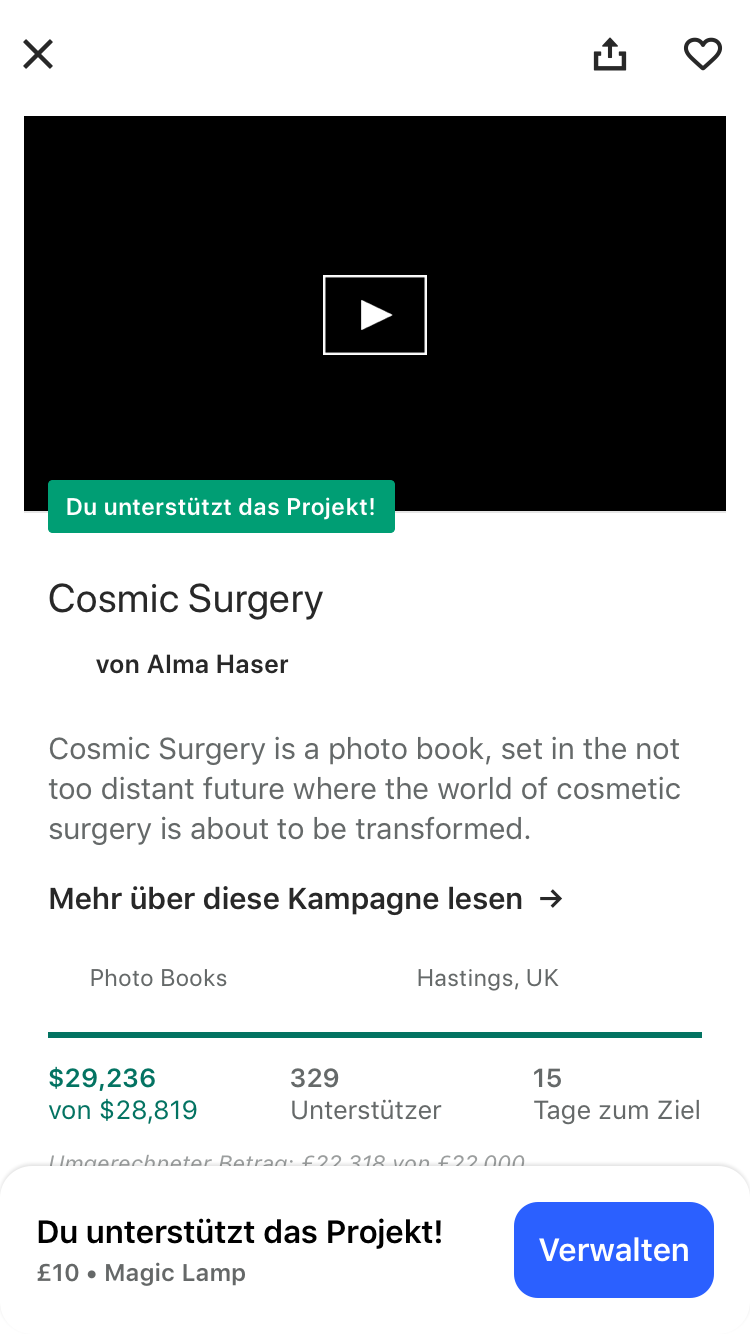 Du unterstützt das Projekt!
Cosmic Surgery
von Alma Haser
Cosmic Surgery is a photo book, set in the not
too distant future where the world of cosmetic
surgery is about to be transformed.
Mehr über diese Kampagne lesen →
Photo Books
Hastings, UK
$29,236
von $28,819
329
Unterstützer
15
Tage zum Ziel
Umgerechneter Betrag: £22,318 von £22,000
Du unterstützt das Projekt!
£10 • Magic Lamp
Verwalten